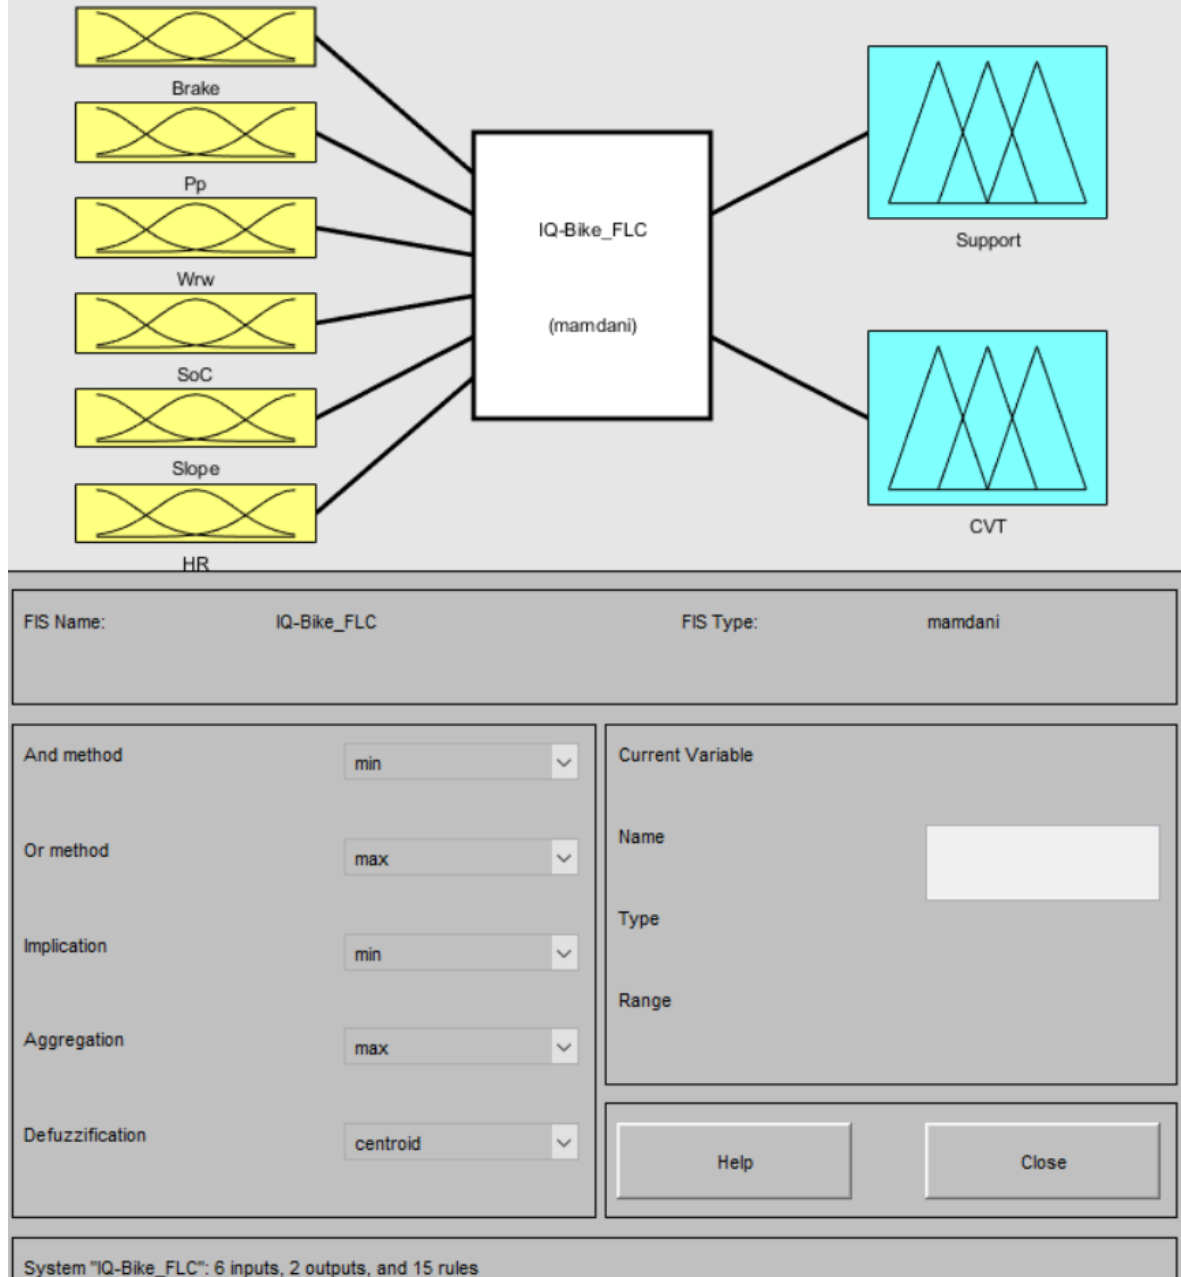 Brake
Pp
Wrw
SoC
Slope
HR
IQ-Bike_FLC
(mamdani)
Support
CVT
FIS Name: IQ-Bike_FLC FIS Type: mamdani
And method min
Or method max
Implication min
Aggregation max
Defuzzification centroid
Current Variable
Name
Type
Range
Help Close
System "IQ-Bike_FLC": 6 inputs, 2 outputs, and 15 rules